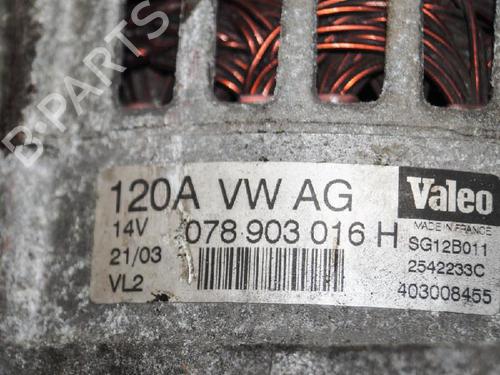 B-PARTS
120A VW AG
14V 078 903 016 H
21/03
VL2
Valeo
MADE IN FRANCE
SG12B011
2542233C
403008455